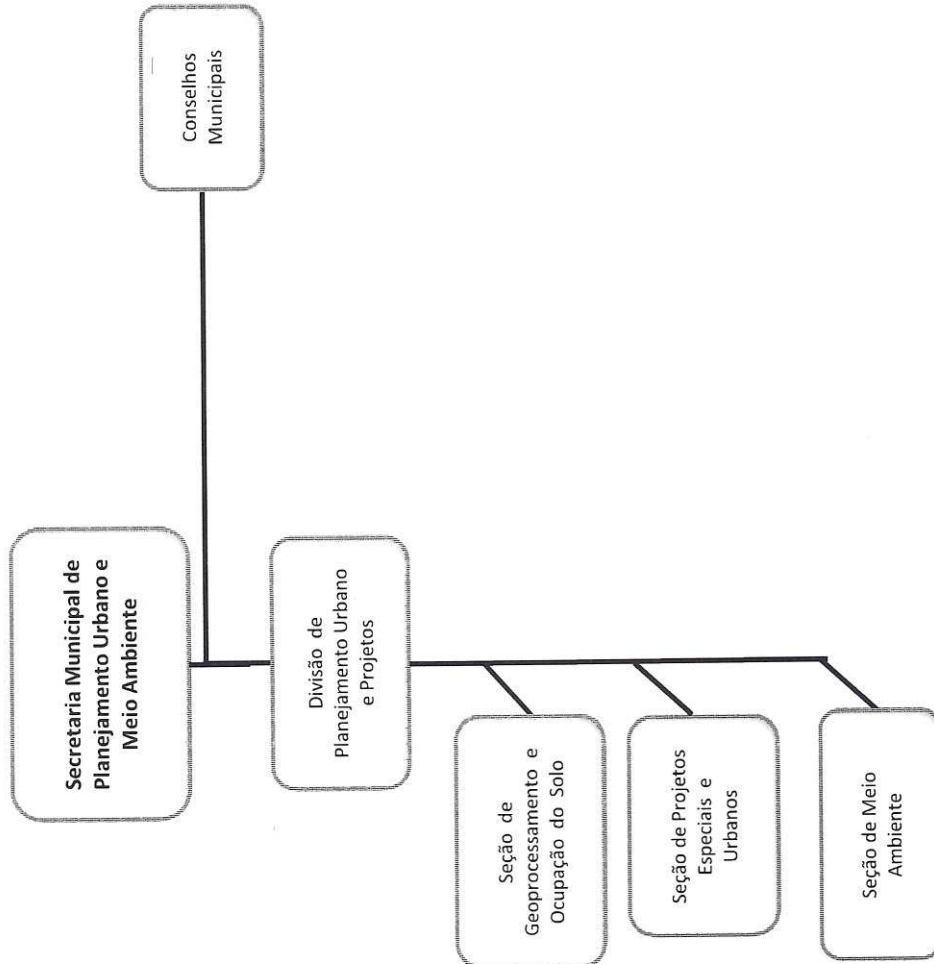 Secretaria Municipal de
Planejamento Urbano e
Meio Ambiente
Conselhos
Municipais
Divisão de
Planejamento Urbano
e Projetos
Seção de
Geoprocessamento e
Ocupação do Solo
Seção de Projetos
Especiais e
Urbanos
Seção de Meio
Ambiente